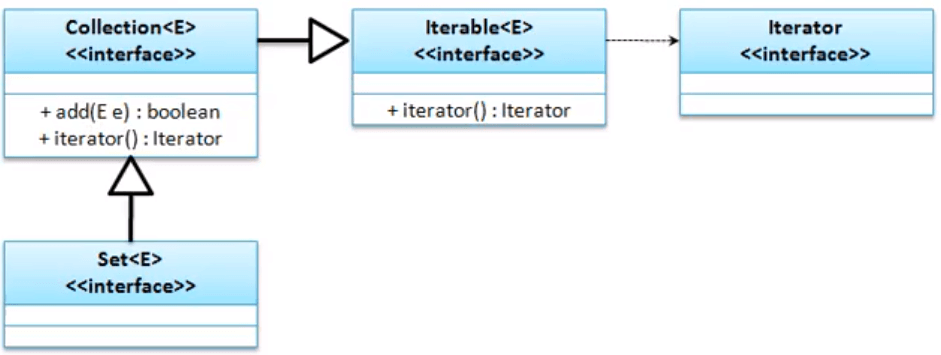 Collection<E>
<<interface>>
+ add(E e) : boolean
+ iterator() : Iterator
Iterable<E>
<<interface>>
+ iterator() : Iterator
Iterator
<<interface>>
Set<E>
<<interface>>